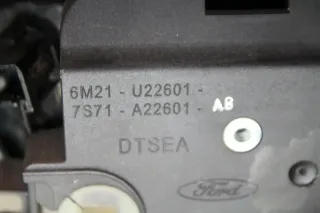 6M21 - U22601 -
7S71 - A22601 - AB
DTSEA
Ford